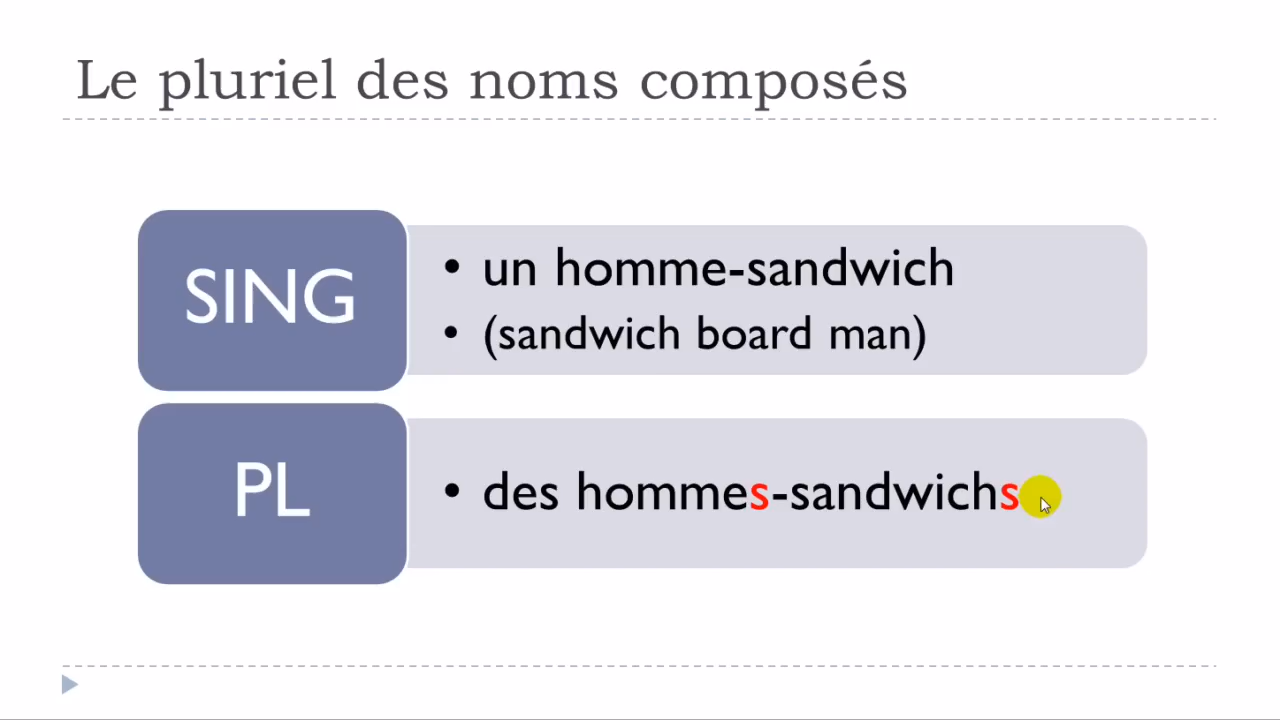 Le pluriel des noms composés
SING
• un homme-sandwich
• (sandwich board man)
PL
• des hommes-sandwichs